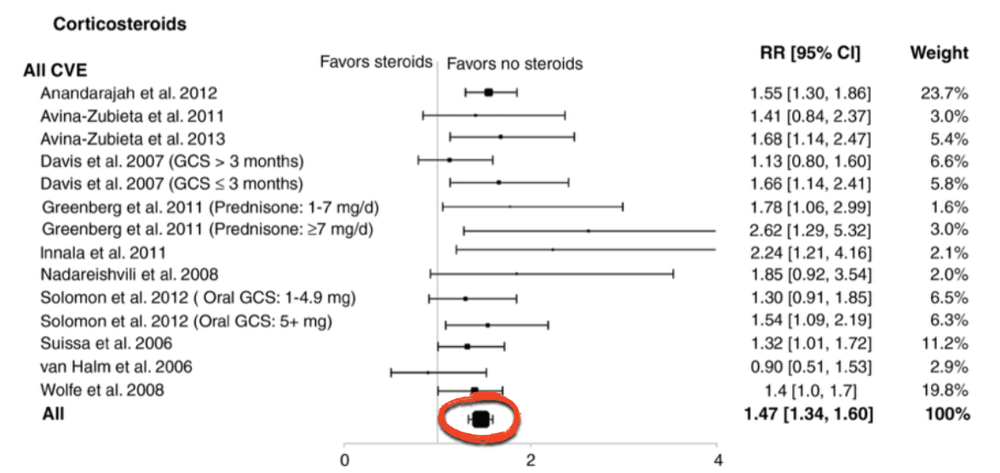 Corticosteroids
Favors steroids Favors no steroids RR [95% CI] Weight
All CVE
Anandarajah et al. 2012 1.55 [1.30, 1.86] 23.7%
Avina-Zubieta et al. 2011 1.41 [0.84, 2.37] 3.0%
Avina-Zubieta et al. 2013 1.68 [1.14, 2.47] 5.4%
Davis et al. 2007 (GCS > 3 months) 1.13 [0.80, 1.60] 6.6%
Davis et al. 2007 (GCS ≤ 3 months) 1.66 [1.14, 2.41] 5.8%
Greenberg et al. 2011 (Prednisone: 1-7 mg/d) 1.78 [1.06, 2.99] 1.6%
Greenberg et al. 2011 (Prednisone: ≥7 mg/d) 2.62 [1.29, 5.32] 3.0%
Innala et al. 2011 2.24 [1.21, 4.16] 2.1%
Nadareishvili et al. 2008 1.85 [0.92, 3.54] 2.0%
Solomon et al. 2012 ( Oral GCS: 1-4.9 mg) 1.30 [0.91, 1.85] 6.5%
Solomon et al. 2012 (Oral GCS: 5+ mg) 1.54 [1.09, 2.19] 6.3%
Suissa et al. 2006 1.32 [1.01, 1.72] 11.2%
van Halm et al. 2006 0.90 [0.51, 1.53] 2.9%
Wolfe et al. 2008 1.4 [1.0, 1.7] 19.8%
All 1.47 [1.34, 1.60] 100%
0 2 4